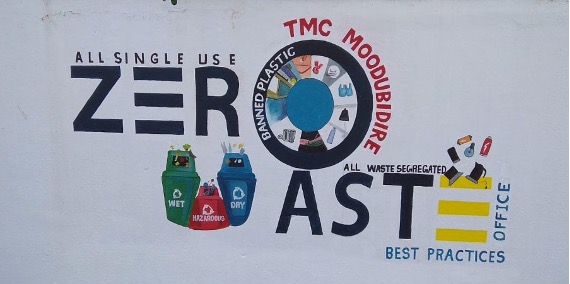 ALL SINGLE USE
ZERO
BANNED PLASTIC
TMC MOODUBIDIRE
ALL WASTE SEGREGATED
WET
HAZARDOUS
DRY
ASTE
OFFICE
BEST PRACTICES